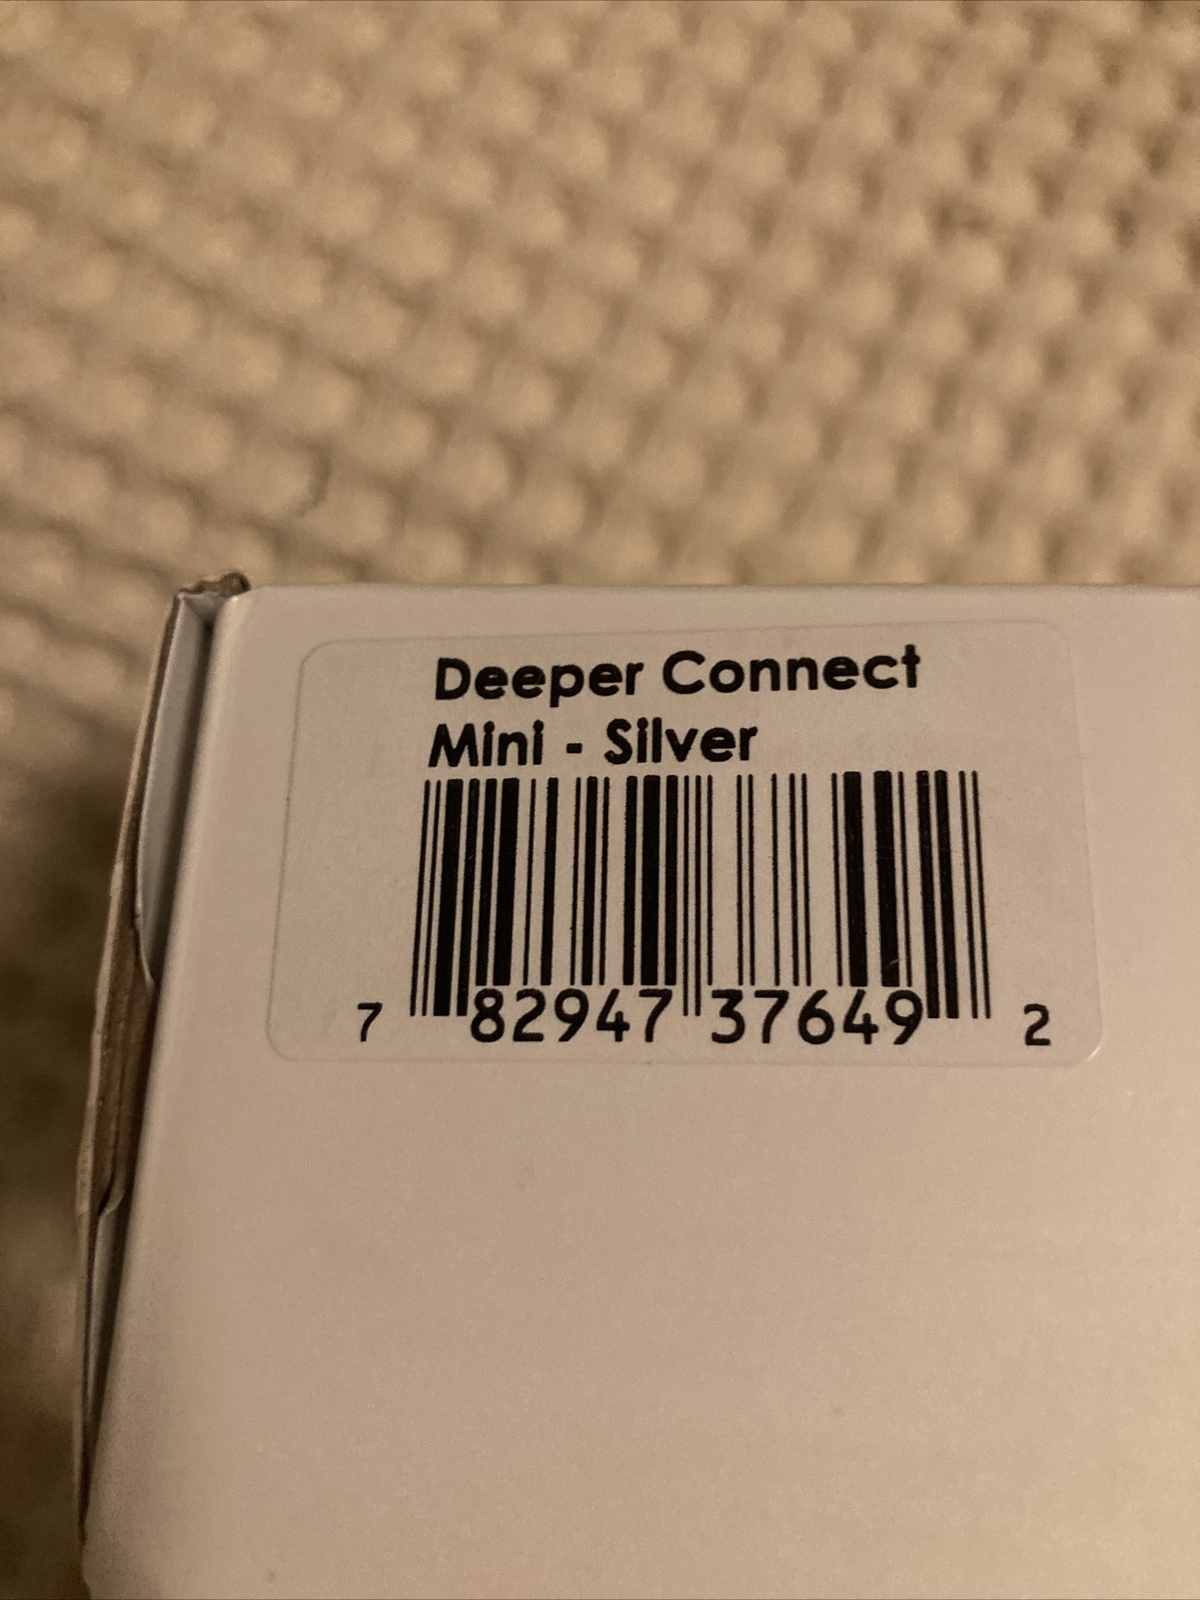 Deeper Connect
Mini - Silver
7 82947 37649 2